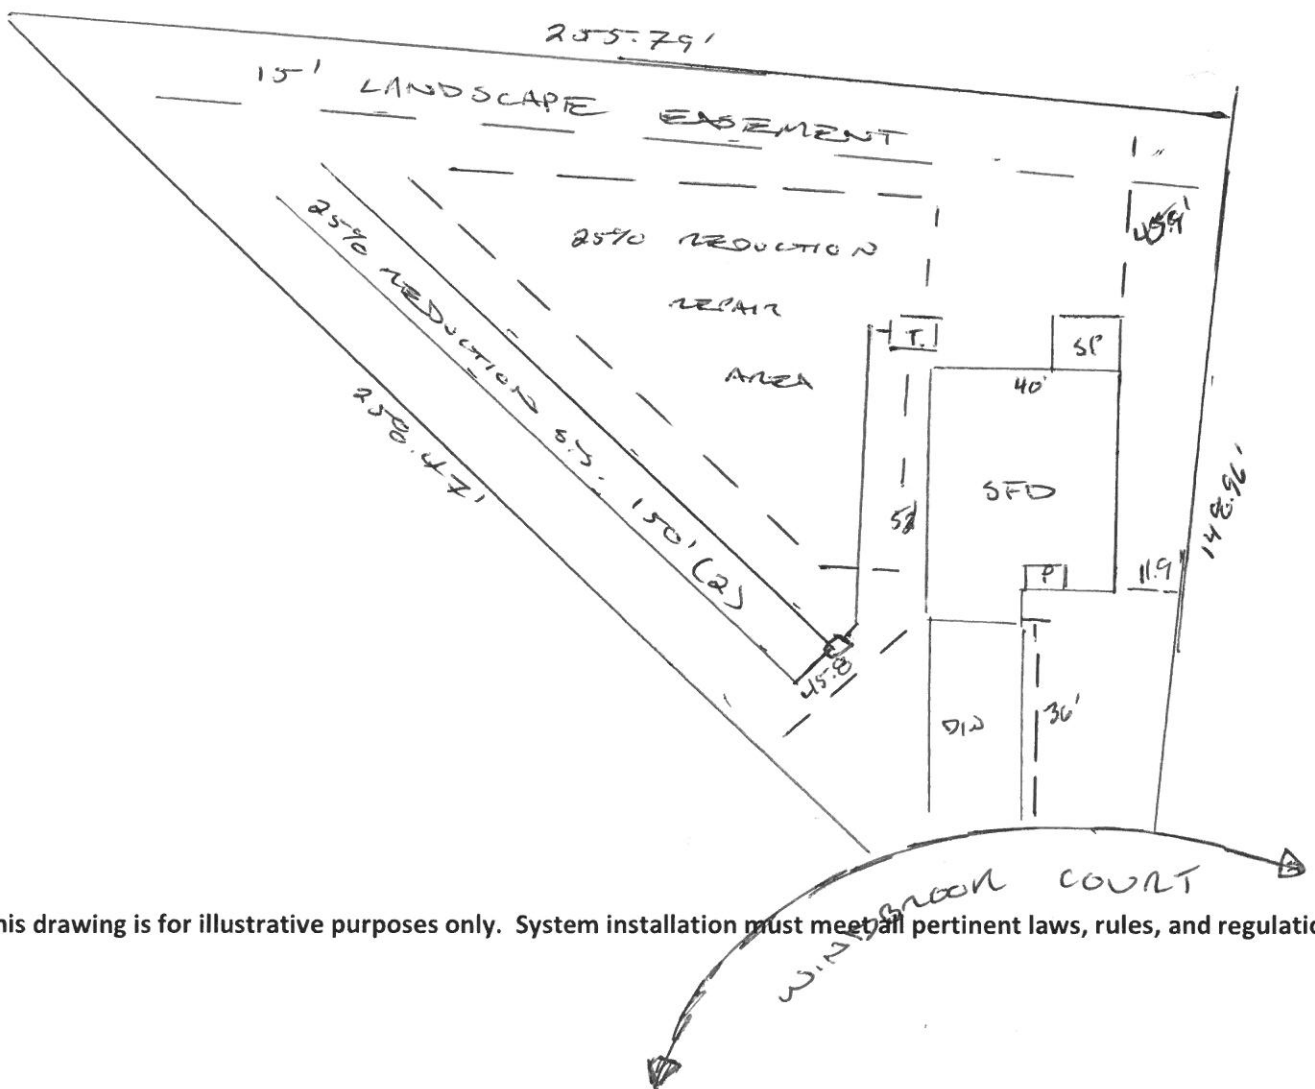 255.79'
15' LANDSCAPE EASEMENT
25% REDUCTION
REPAIR
AREA
25% REDUCTION S.S. 150' (2)
258.47'
T.
SP
40'
SFD
148.96'
P
11.9'
45.8
D/W
36'
WINDBROOK COURT
his drawing is for illustrative purposes only. System installation must meet all pertinent laws, rules, and regulatio